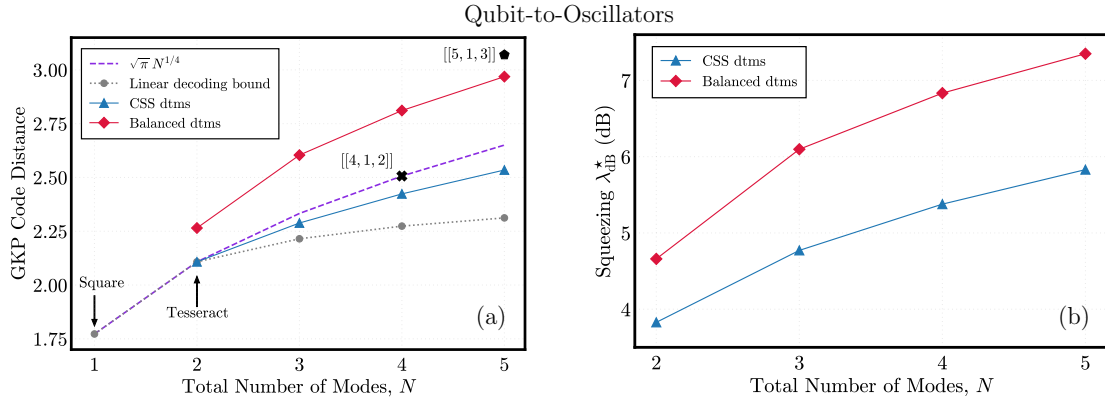 Qubit-to-Oscillators
GKP Code Distance
3.00
2.75
2.50
2.25
2.00
1.75
√π N^{1/4}
Linear decoding bound
CSS dtms
Balanced dtms
[[5, 1, 3]]
[[4, 1, 2]]
Square
Tesseract
(a)
1 2 3 4 5
Total Number of Modes, N
Squeezing λ^★_dB (dB)
7
6
5
4
CSS dtms
Balanced dtms
(b)
2 3 4 5
Total Number of Modes, N